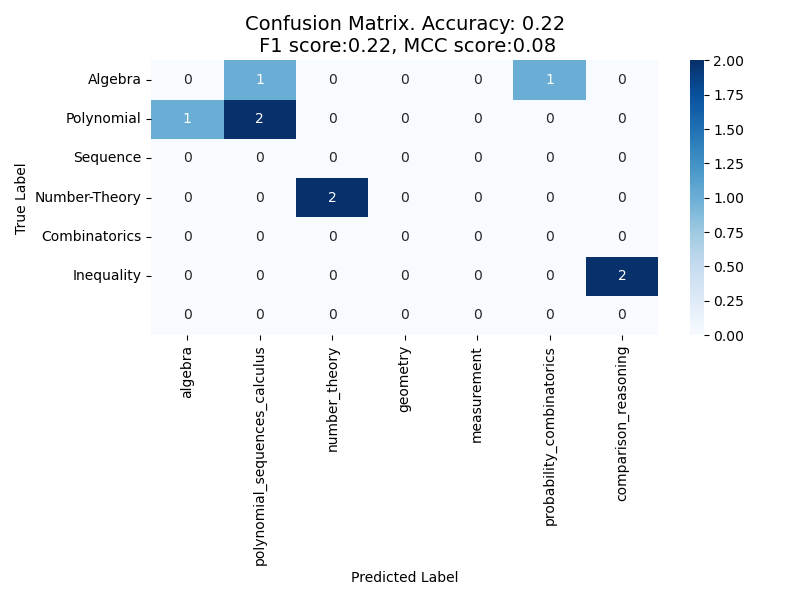 Confusion Matrix. Accuracy: 0.22
F1 score:0.22, MCC score:0.08
True Label
Algebra 0 1 0 0 0 1 0
Polynomial 1 2 0 0 0 0 0
Sequence 0 0 0 0 0 0 0
Number-Theory 0 0 2 0 0 0 0
Combinatorics 0 0 0 0 0 0 0
Inequality 0 0 0 0 0 0 2
0 0 0 0 0 0 0
algebra
polynomial_sequences_calculus
number_theory
geometry
measurement
probability_combinatorics
comparison_reasoning
Predicted Label
2.00
1.75
1.50
1.25
1.00
0.75
0.50
0.25
0.00